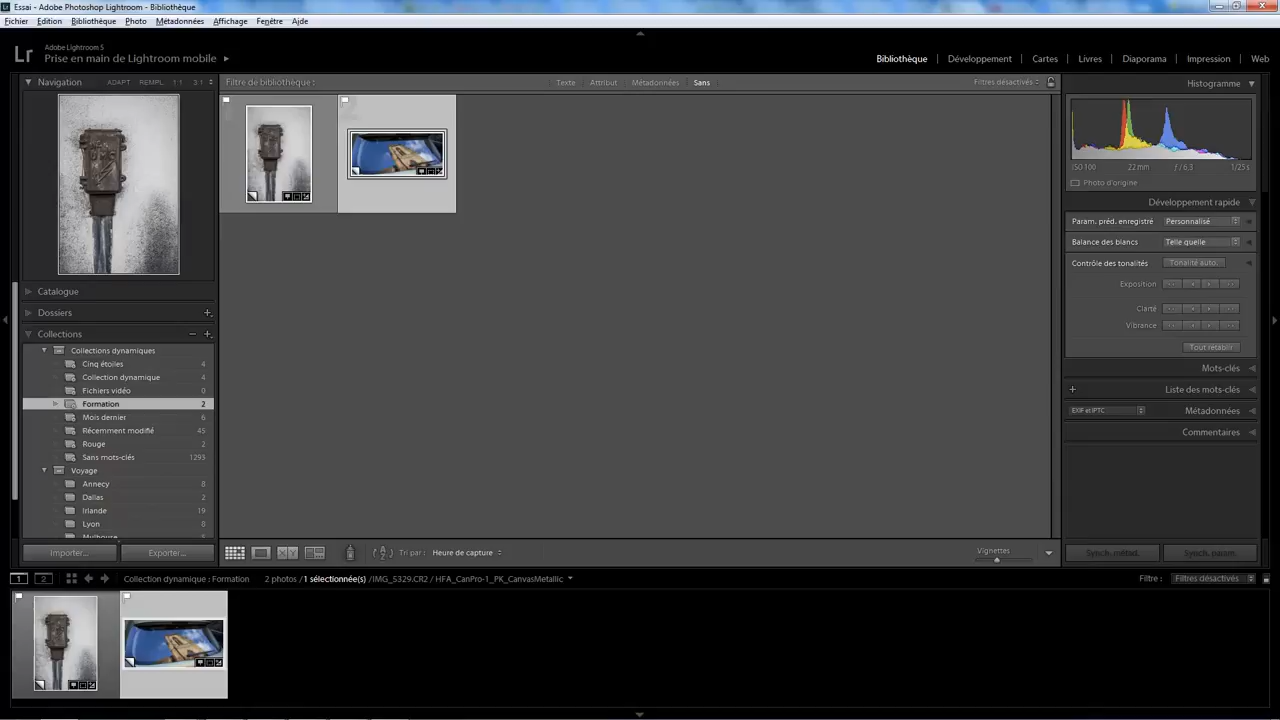 Essai - Adobe Photoshop Lightroom - Bibliothèque
Fichier Edition Bibliothèque Photo Métadonnées Affichage Fenêtre Aide
Adobe Lightroom 5
Lr Prise en main de Lightroom mobile
Bibliothèque Développement Cartes Livres Diaporama Impression Web
Navigation ADAPT REMPL. 1:1 3:1
Filtre de bibliothèque : Texte Attribut Métadonnées Sans Filtres désactivés
Histogramme
ISO 100 22 mm f / 6,3 1/25 s
Photo d'origine
Développement rapide
Param. préd. enregistré Personnalisé
Balance des blancs Telle quelle
Contrôle des tonalités Tonalité auto.
Exposition
Clarté
Vibrance
Tout rétablir
Mots-clés
Liste des mots-clés
EXIF et IPTC Métadonnées
Commentaires
Catalogue
Dossiers
Collections
Collections dynamiques
Cinq étoiles 4
Collection dynamique 4
Fichiers vidéo 0
Formation 2
Mois dernier 6
Récemment modifié 45
Rouge 2
Sans mots-clés 1293
Voyage
Annecy 8
Dallas 2
Irlande 19
Lyon 8
Mulhouse
Importer... Exporter...
XY
Tri par : Heure de capture
Vignettes
Synch. métad. Synch. param.
1 2 Collection dynamique : Formation 2 photos / 1 sélectionnée(s) / IMG_5329.CR2 / HFA_CanPro-1_PK_CanvasMetallic
Filtre : Filtres désactivés